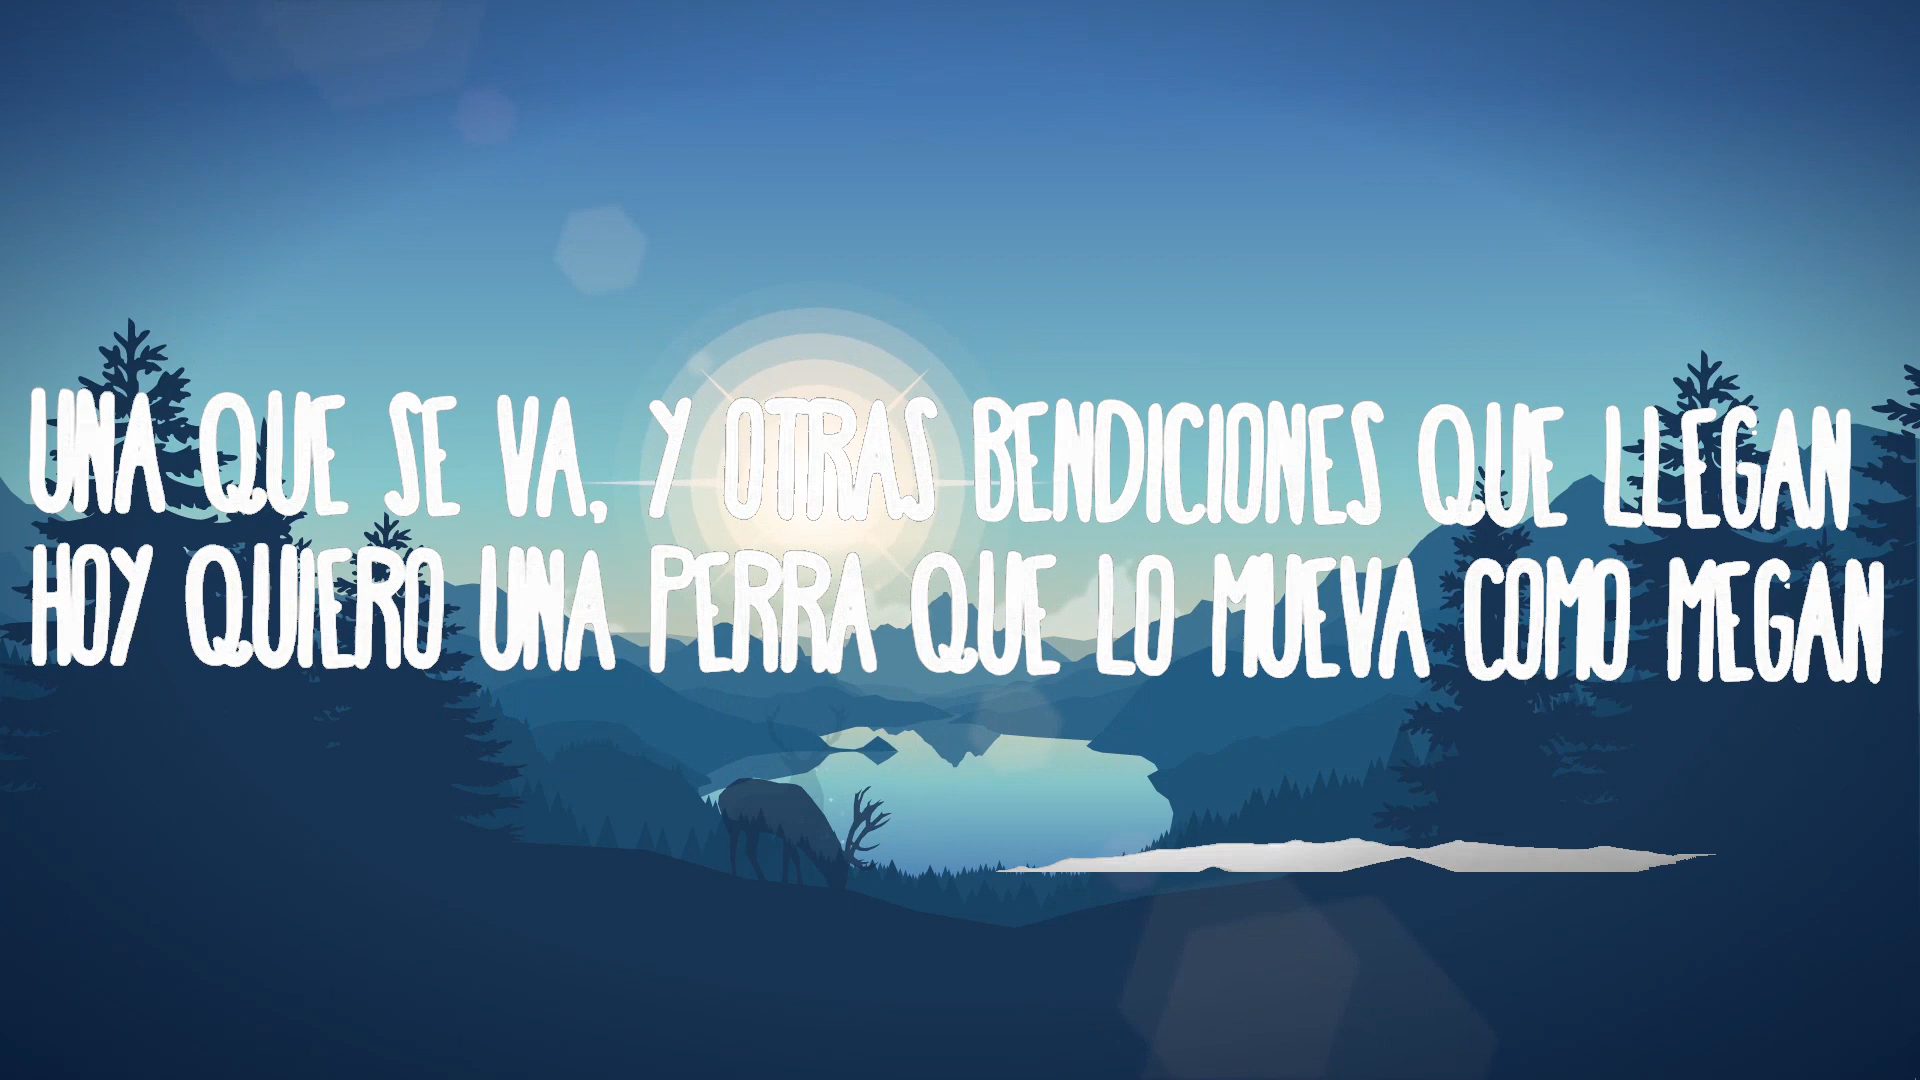 UNA QUE SE VA, Y OTRAS BENDICIONES QUE LLEGAN
HOY QUIERO UNA PERRA QUE LO MUEVA COMO MEGAN